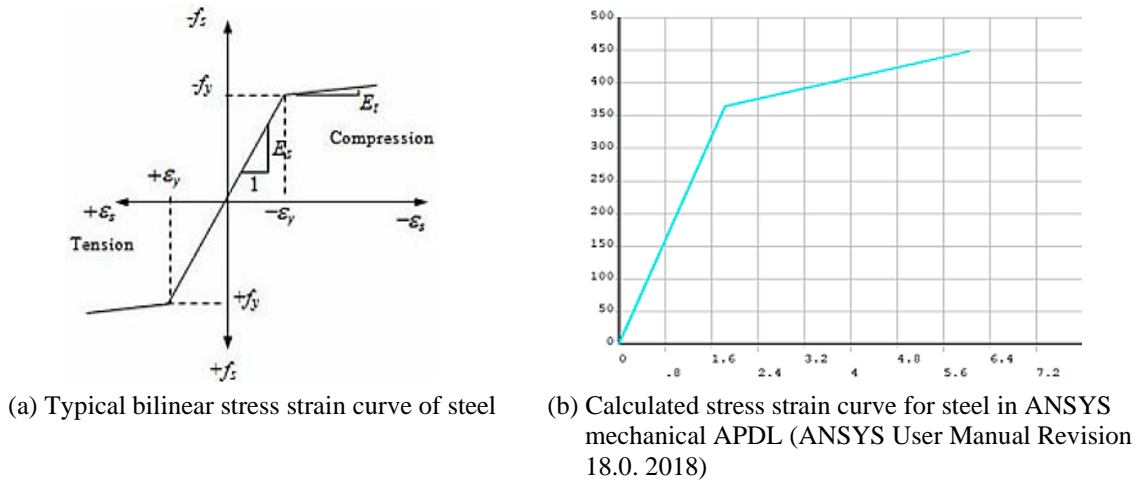 -fs
-fy
Et
Compression
Es
1
+εy
+εs
-εy
-εs
Tension
+fy
+fs
500
450
400
350
300
250
200
150
100
50
0
0 1.6 3.2 4.8 6.4
.8 2.4 4 5.6 7.2
(a) Typical bilinear stress strain curve of steel
(b) Calculated stress strain curve for steel in ANSYS
mechanical APDL (ANSYS User Manual Revision
18.0. 2018)